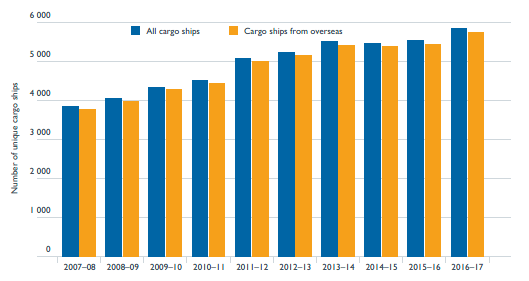 6 000
All cargo ships
Cargo ships from overseas
5 000
4 000
3 000
2 000
1 000
0
Number of unique cargo ships
2007–08 2008–09 2009–10 2010–11 2011–12 2012–13 2013–14 2014–15 2015–16 2016–17